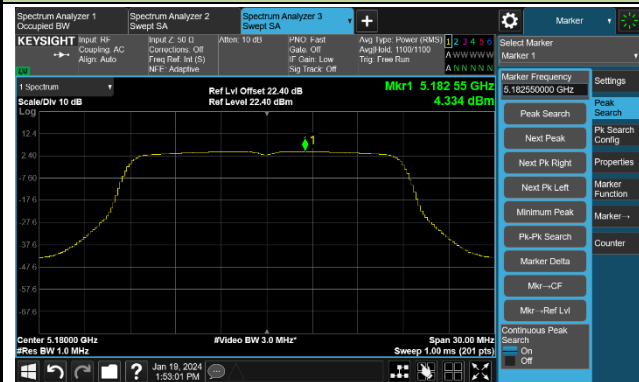 Spectrum Analyzer 1
Occupied BW
Spectrum Analyzer 2
Swept SA
Spectrum Analyzer 3
Swept SA
Marker
KEYSIGHT
Input: RF
Coupling: AC
Align: Auto
Input Z: 50 Ω
Corrections: Off
Freq Ref: Int (S)
NFE: Adaptive
Atten: 10 dB
PNO: Fast
Gate: Off
IF Gain: Low
Sig Track: Off
Avg Type: Power (RMS)
Avg|Hold: 1100/1100
Trig: Free Run
1 2 3 4 5 6
A W W W W W
A N N N N N
LVI
Select Marker
Marker 1
1 Spectrum
Scale/Div 10 dB
Ref Lvl Offset 22.40 dB
Ref Level 22.40 dBm
Mkr1 5.182 55 GHz
4.334 dBm
Log
12.4
2.40
-7.60
-17.6
-27.6
-37.6
-47.6
-57.6
-67.6
1
Center 5.18000 GHz
#Res BW 1.0 MHz
#Video BW 3.0 MHz*
Span 30.00 MHz
Sweep 1.00 ms (201 pts)
Marker Frequency
5.182550000 GHz
Peak Search
Next Peak
Next Pk Right
Next Pk Left
Minimum Peak
Pk-Pk Search
Marker Delta
Mkr→CF
Mkr→Ref Lvl
Continuous Peak
Search
On
Off
Settings
Peak
Search
Pk Search
Config
Properties
Marker
Function
Marker→
Counter
Jan 19, 2024
1:53:01 PM